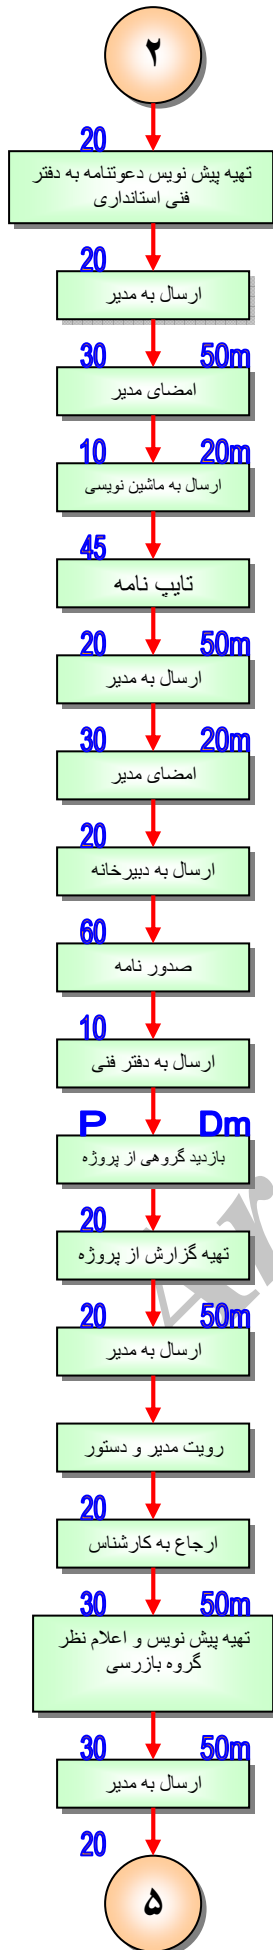 ۲
20
تهیه پیش نویس دعوتنامه به دفتر
فنی استانداری
20
ارسال به مدیر
30 50m
امضای مدیر
10 20m
ارسال به ماشین نویسی
45
تایپ نامه
20 50m
ارسال به مدیر
30 20m
امضای مدیر
20
ارسال به دبیرخانه
60
صدور نامه
10
ارسال به دفتر فنی
P Dm
بازدید گروهی از پروژه
20
تهیه گزارش از پروژه
20 50m
ارسال به مدیر
رویت مدیر و دستور
20
ارجاع به کارشناس
30 50m
تهیه پیش نویس و اعلام نظر
گروه بازرسی
30 50m
ارسال به مدیر
20
۵